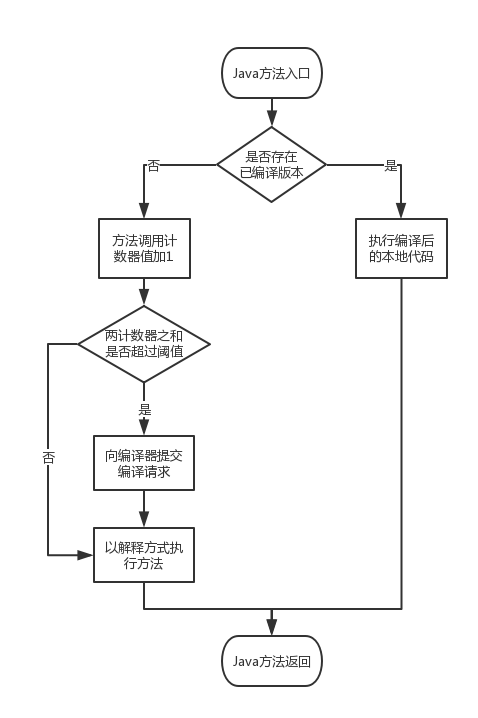 Java方法入口
是否存在
已编译版本
否
是
方法调用计
数器值加1
执行编译后
的本地代码
两计数器之和
是否超过阈值
是
否
向编译器提交
编译请求
以解释方式执
行方法
Java方法返回